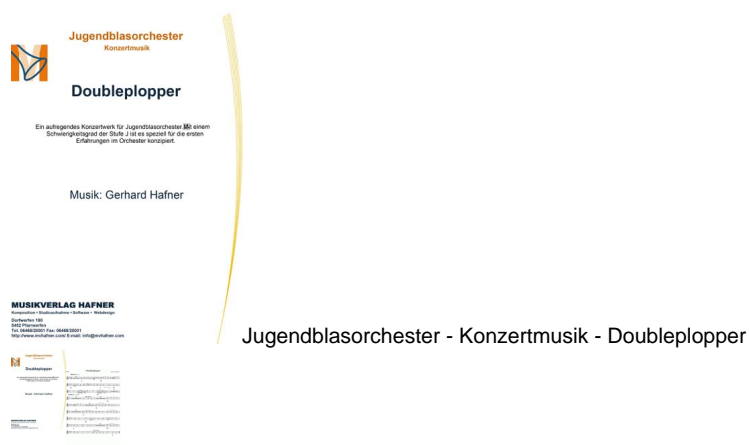 Jugendblasorchester
Konzertmusik
Doubleplopper
Ein aufregendes Konzertwerk für Jugendblasorchester. Mit einem
Schwierigkeitsgrad der Stufe J ist es speziell für die ersten
Erfahrungen im Orchester konzipiert.
Musik: Gerhard Hafner
MUSIKVERLAG HAFNER
Komposition • Studioaufnahme • Software • Webdesign
Dorfwerfen 180
5452 Pfarrwerfen
Tel. 06468/20001 Fax: 06468/20001
http://www.mvhafner.com/ E-mail: info@mvhafner.com
Jugendblasorchester - Konzertmusik - Doubleplopper
Doubleplopper
MUSIKVERLAG HAFNER